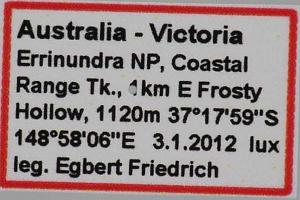 Australia - Victoria
Errinundra NP, Coastal
Range Tk., 1km E Frosty
Hollow, 1120m 37°17'59"S
148°58'06"E 3.1.2012 lux
leg. Egbert Friedrich